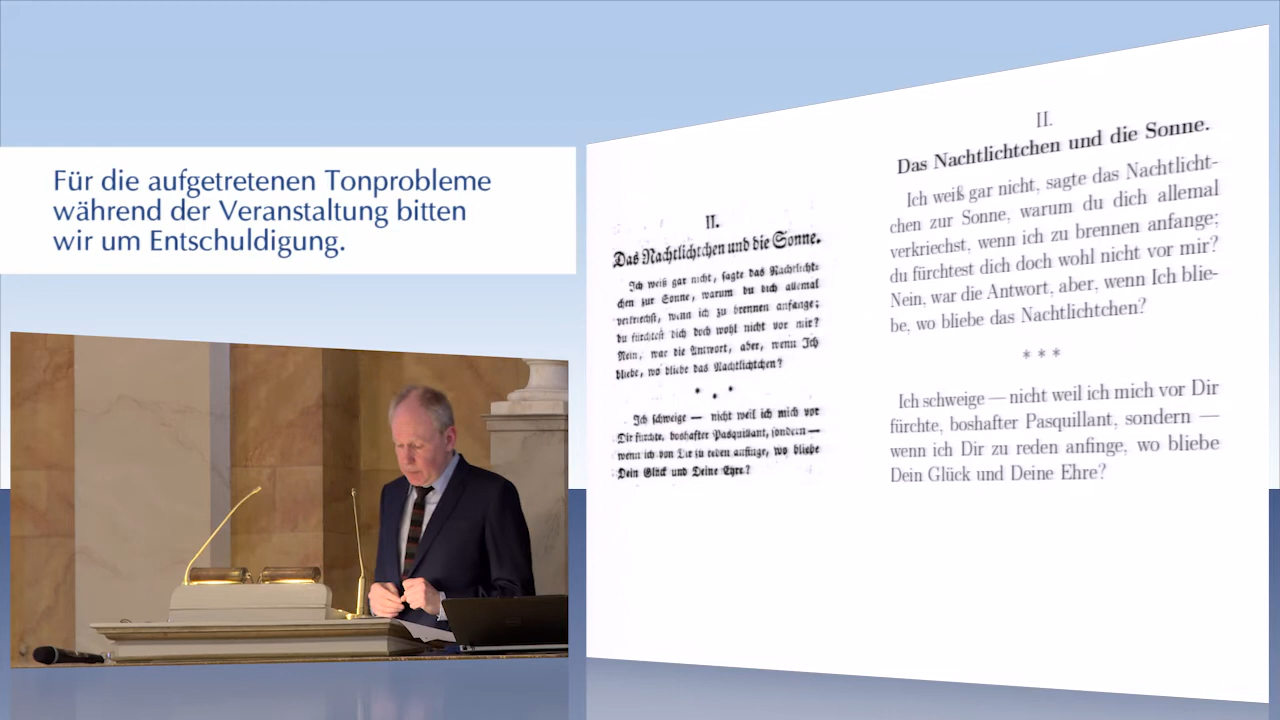 Für die aufgetretenen Tonprobleme
während der Veranstaltung bitten
wir um Entschuldigung.
II.
Das Nachtlichtchen und die Sonne.
Ich weiß gar nicht, sagte das Nachtlicht-
chen zur Sonne, warum du dich allemal
verkriechst, wenn ich zu brennen anfange;
du fürchtest dich doch wohl nicht vor mir?
Nein, war die Antwort, aber, wenn Ich
bliebe, wo bliebe das Nachtlichtchen?
* * *
Ich schweige — nicht weil ich mich vor
Dir fürchte, boshafter Pasquillant, sondern —
wenn ich von Dir zu reden anfinge, wo bliebe
Dein Glück und Deine Ehre?
II.
Das Nachtlichtchen und die Sonne.
Ich weiß gar nicht, sagte das Nachtlicht-
chen zur Sonne, warum du dich allemal
verkriechst, wenn ich zu brennen anfange;
du fürchtest dich doch wohl nicht vor mir?
Nein, war die Antwort, aber, wenn Ich blie-
be, wo bliebe das Nachtlichtchen?
* * *
Ich schweige — nicht weil ich mich vor Dir
fürchte, boshafter Pasquillant, sondern —
wenn ich Dir zu reden anfinge, wo bliebe
Dein Glück und Deine Ehre?